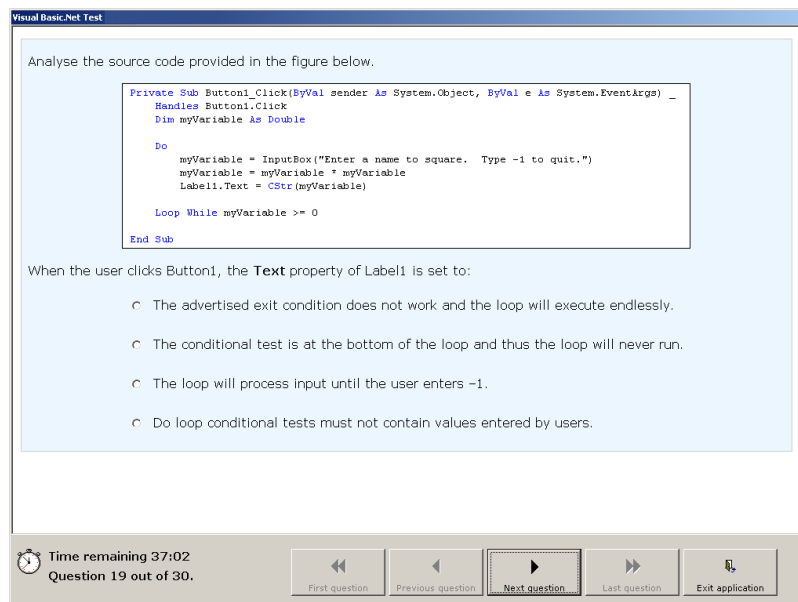 Visual Basic.Net Test
Analyse the source code provided in the figure below.
Private Sub Button1_Click(ByVal sender As System.Object, ByVal e As System.EventArgs) _
Handles Button1.Click
Dim myVariable As Double
Do
myVariable = InputBox("Enter a name to square.  Type -1 to quit.")
myVariable = myVariable * myVariable
Label1.Text = CStr(myVariable)
Loop While myVariable >= 0
End Sub
When the user clicks Button1, the Text property of Label1 is set to:
The advertised exit condition does not work and the loop will execute endlessly.
The conditional test is at the bottom of the loop and thus the loop will never run.
The loop will process input until the user enters –1.
Do loop conditional tests must not contain values entered by users.
Time remaining 37:02
Question 19 out of 30.
First question
Previous question
Next question
Last question
Exit application